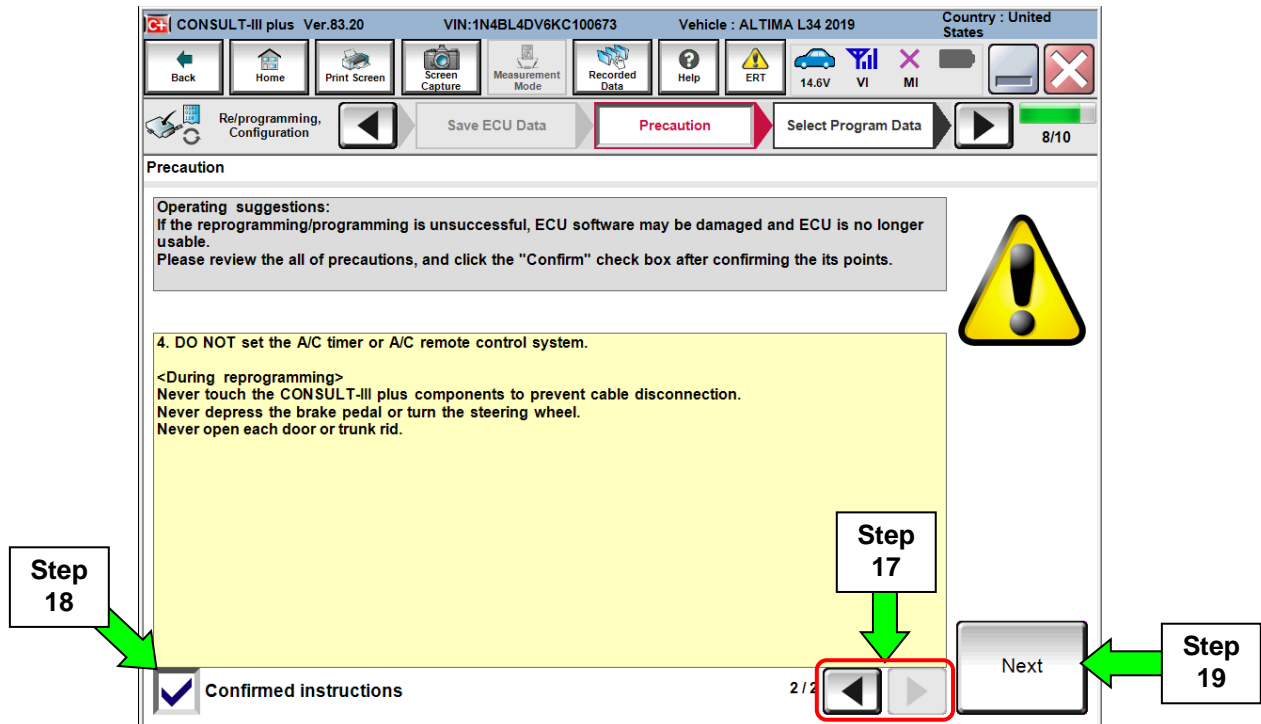 C+ CONSULT-III plus Ver.83.20 VIN:1N4BL4DV6KC100673 Vehicle : ALTIMA L34 2019 Country : United
States
Back
Home
Print Screen
Screen
Capture
Measurement
Mode
Recorded
Data
Help
ERT
14.6V
VI
MI
Re/programming,
Configuration
Save ECU Data
Precaution
Select Program Data
8/10
Precaution
Operating suggestions:
If the reprogramming/programming is unsuccessful, ECU software may be damaged and ECU is no longer
usable.
Please review the all of precautions, and click the "Confirm" check box after confirming the its points.
4. DO NOT set the A/C timer or A/C remote control system.
<During reprogramming>
Never touch the CONSULT-III plus components to prevent cable disconnection.
Never depress the brake pedal or turn the steering wheel.
Never open each door or trunk rid.
Step
17
Step
18
Confirmed instructions
2/2
Next
Step
19